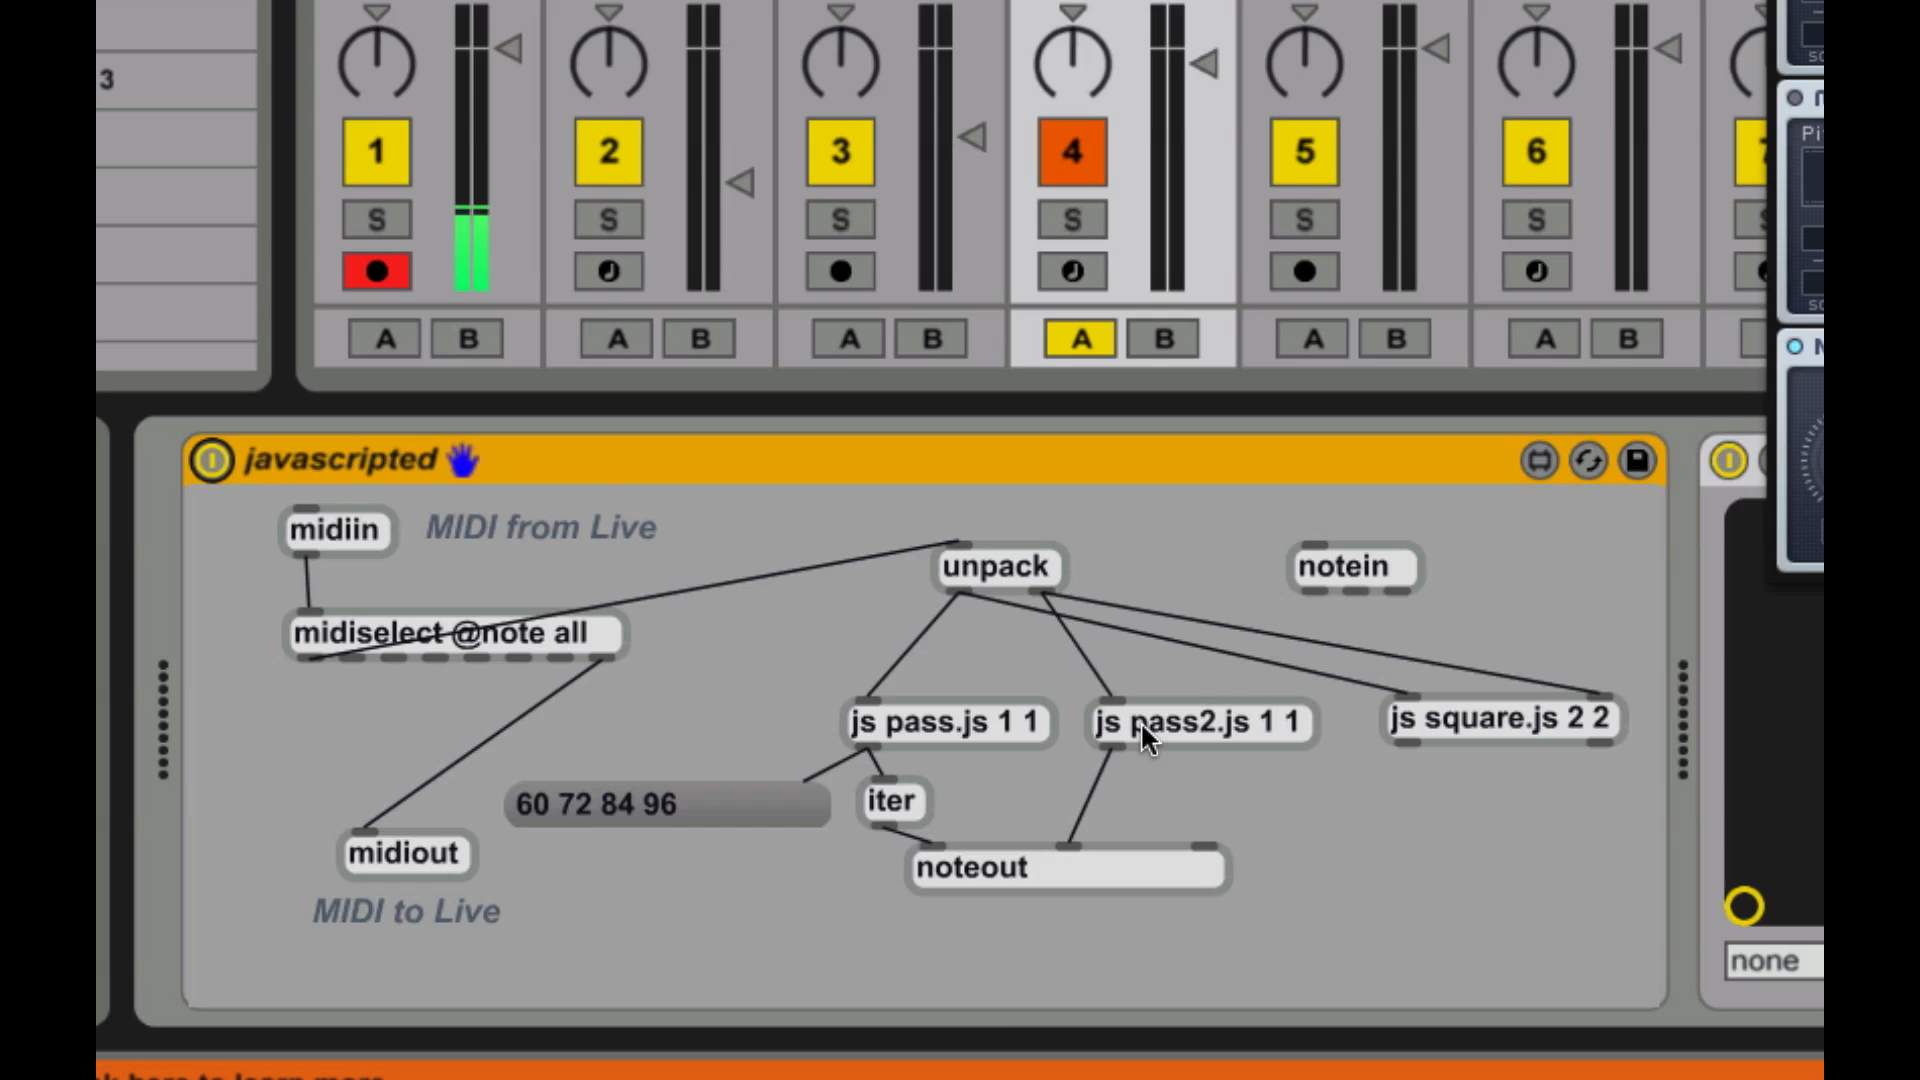 3
1 2 3 4 5 6
S S S S S S
A B A B A B A B A B A B
javascripted
midiin MIDI from Live
unpack notein
midiselect @note all
js pass.js 1 1 js pass2.js 1 1 js square.js 2 2
60 72 84 96 iter
midiout noteout
MIDI to Live
none